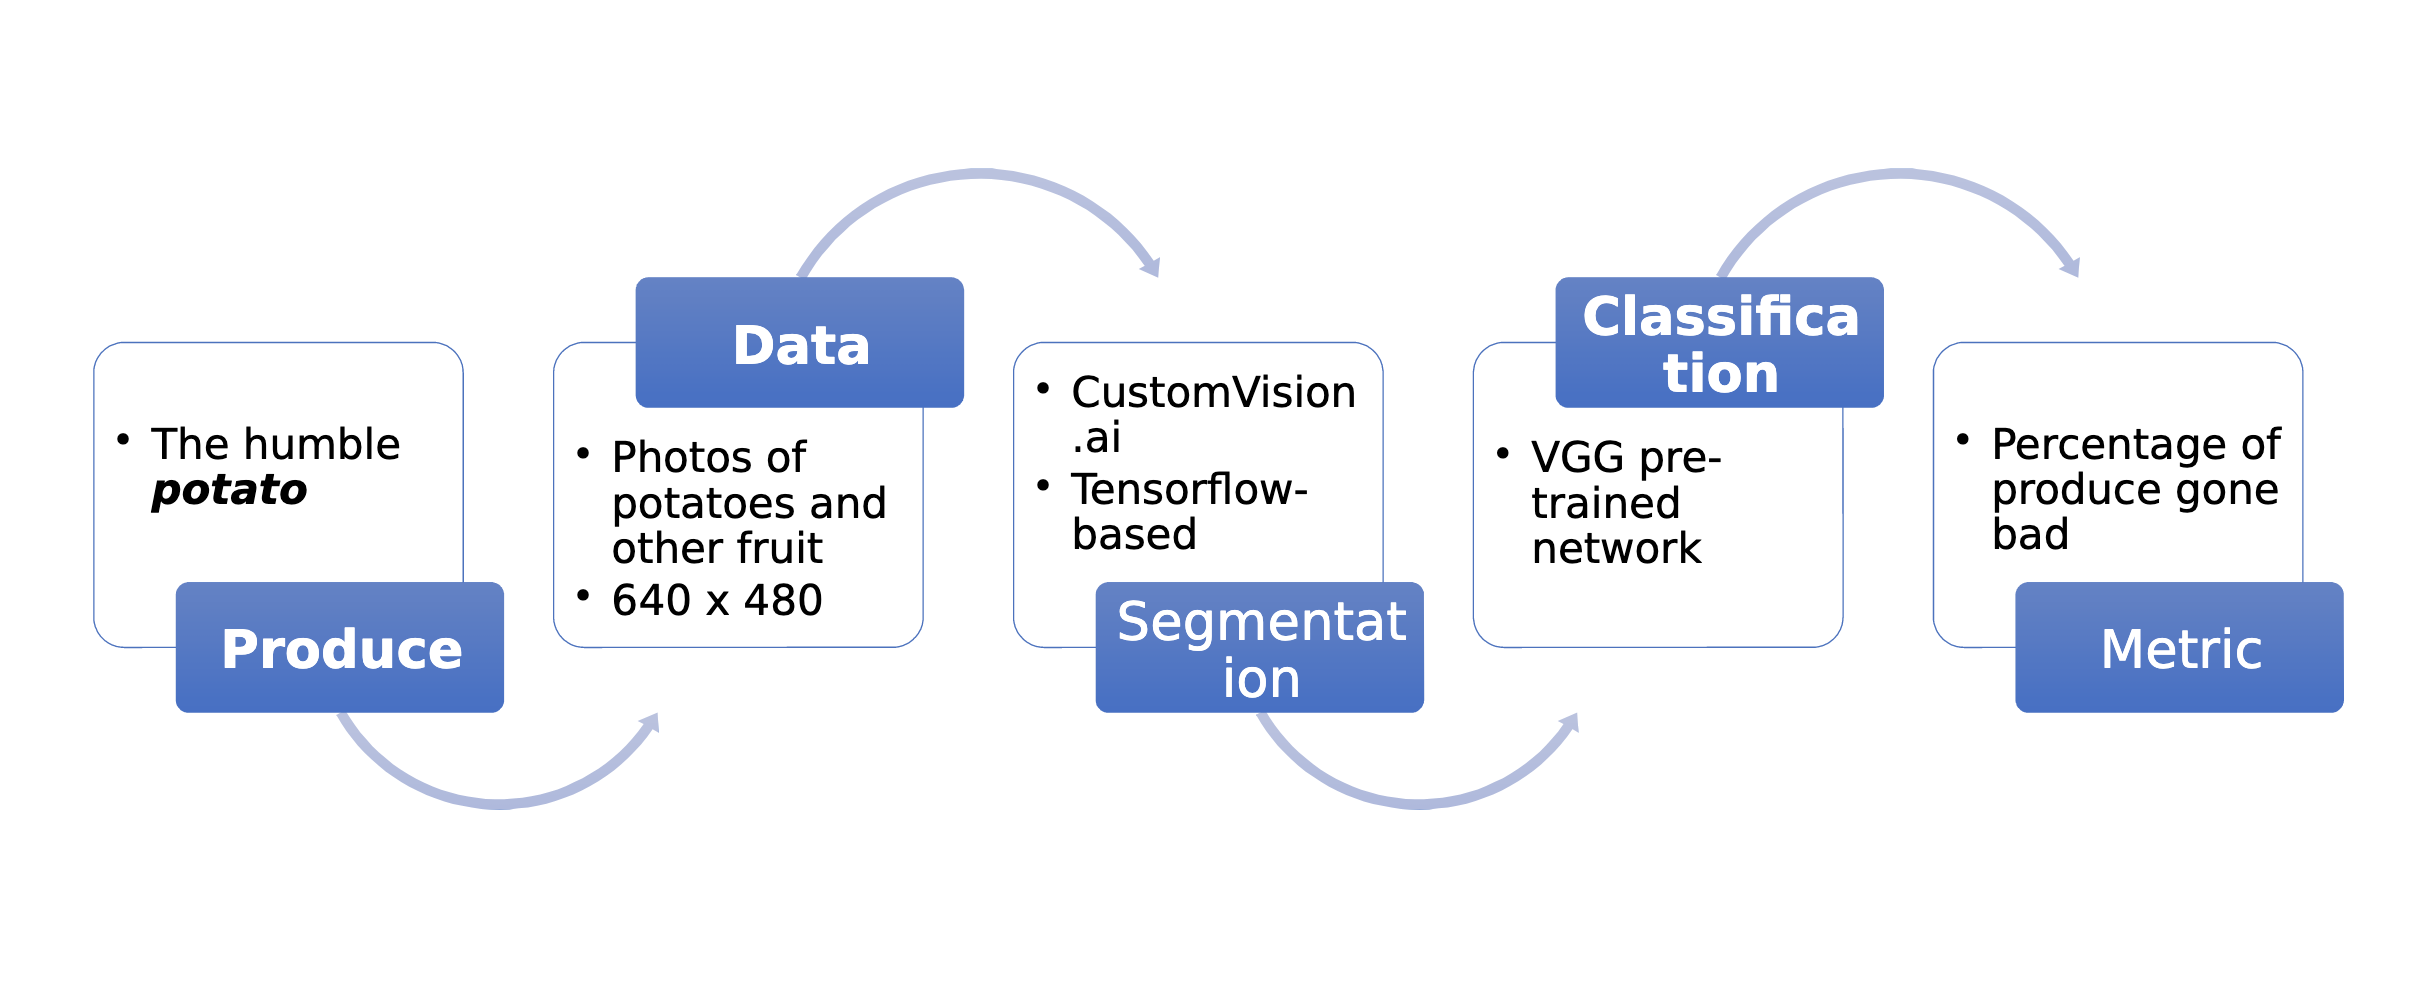 • The humble
potato
Produce
Data
• Photos of
potatoes and
other fruit
• 640 x 480
• CustomVision
.ai
• Tensorflow-
based
Segmentat
ion
Classifica
tion
• VGG pre-
trained
network
• Percentage of
produce gone
bad
Metric